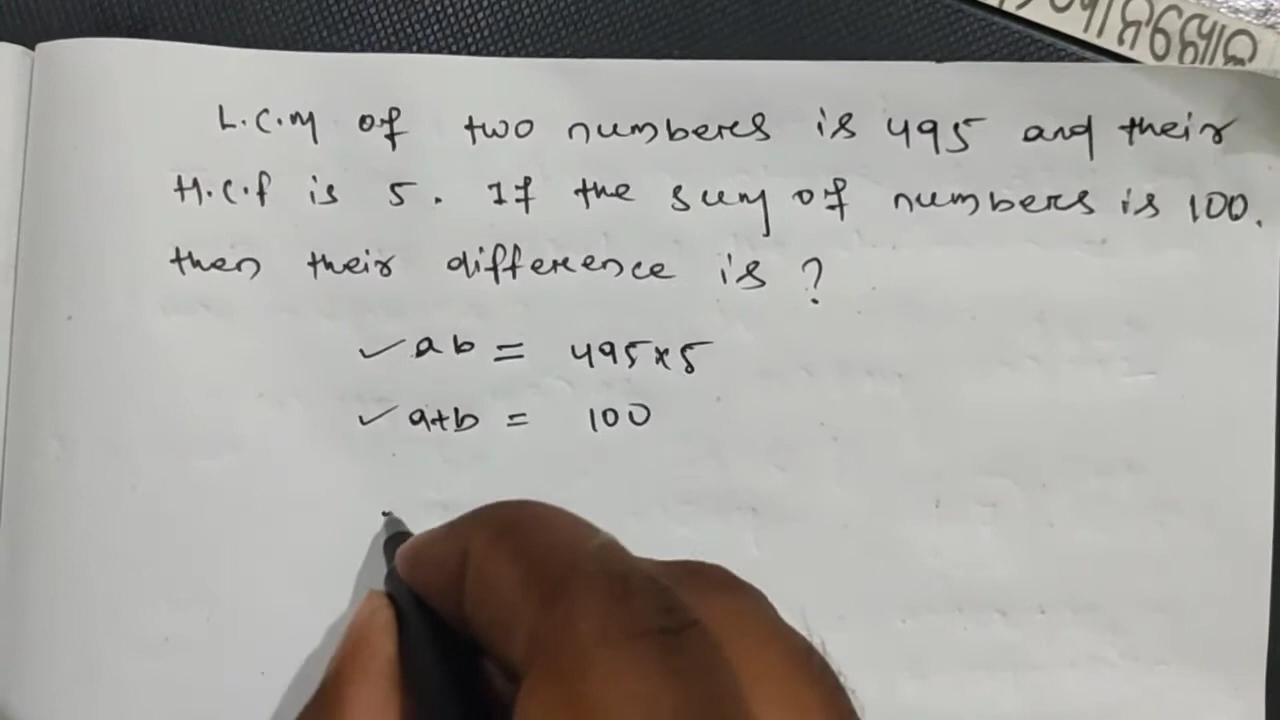 L.C.M of two numbers is 495 and their
H.C.f is 5. If the sum of numbers is 100.
then their difference is ?
✓ab = 495×5
✓a+b = 100